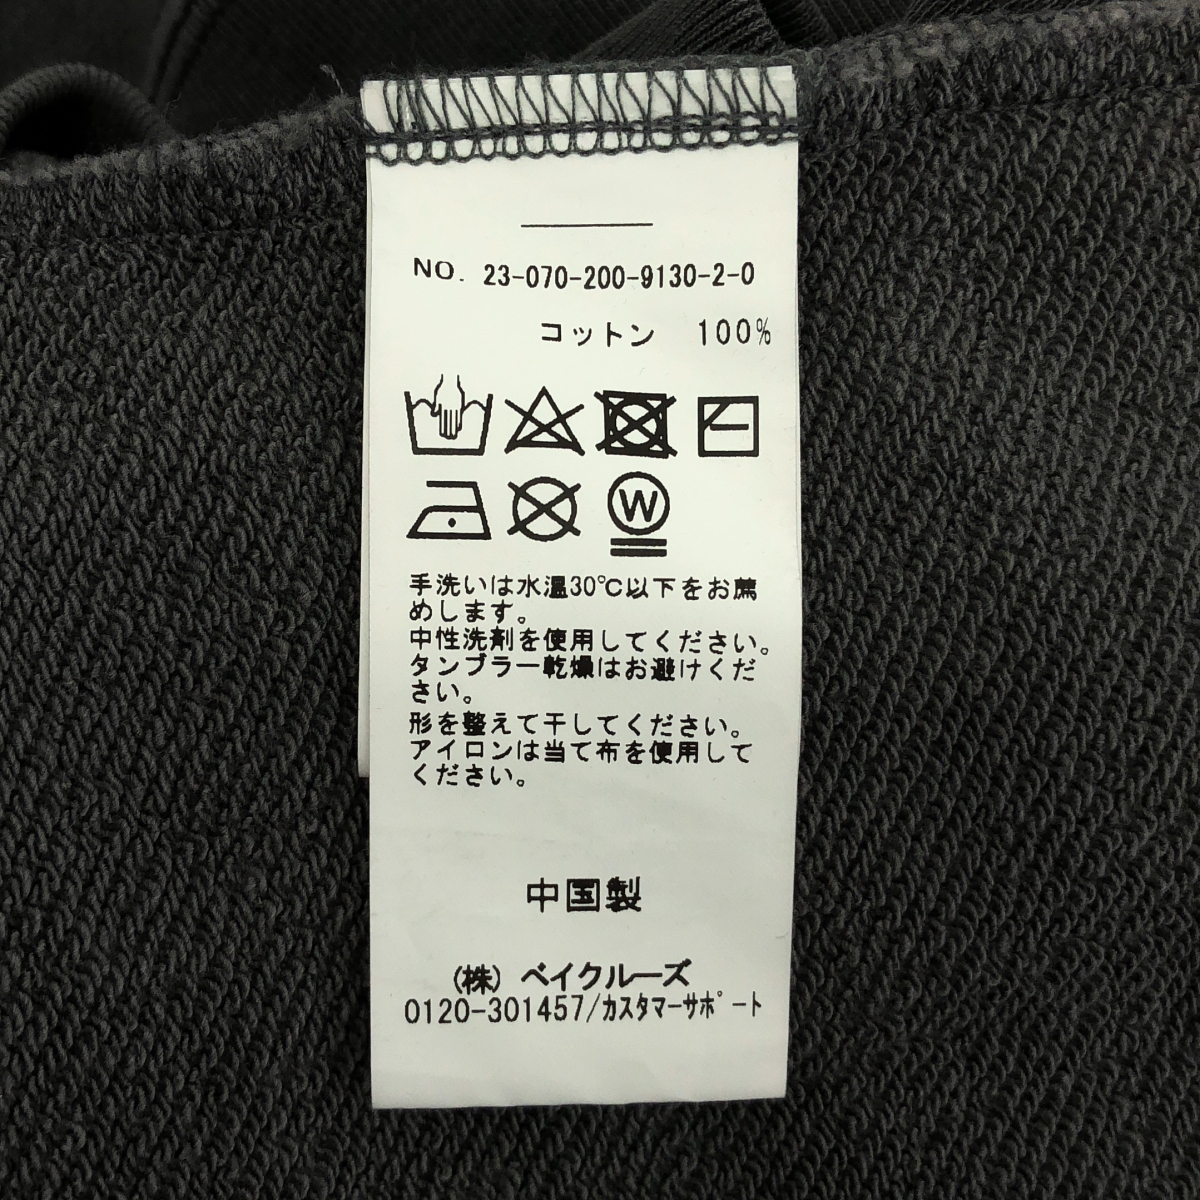 NO. 23-070-200-9130-2-0
コットン 100%
W
手洗いは水温30℃以下をお薦
めします。
中性洗剤を使用してください。
タンブラー乾燥はお避けくだ
さい。
形を整えて干してください。
アイロンは当て布を使用して
ください。
中国製
(株) ベイクルーズ
0120-301457/カスタマーサポート